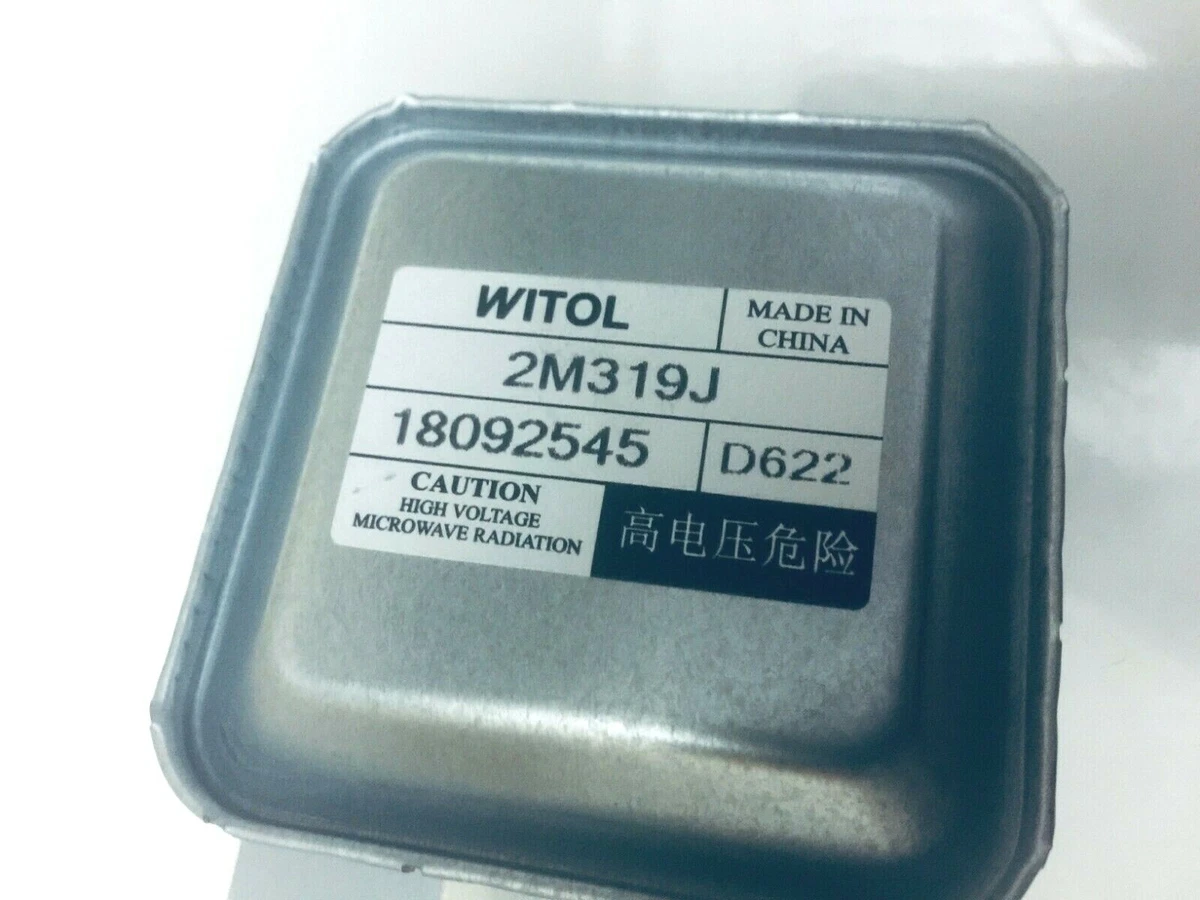 WITOL
MADE IN
CHINA
2M319J
18092545
D622
CAUTION
HIGH VOLTAGE
MICROWAVE RADIATION
高电压危险